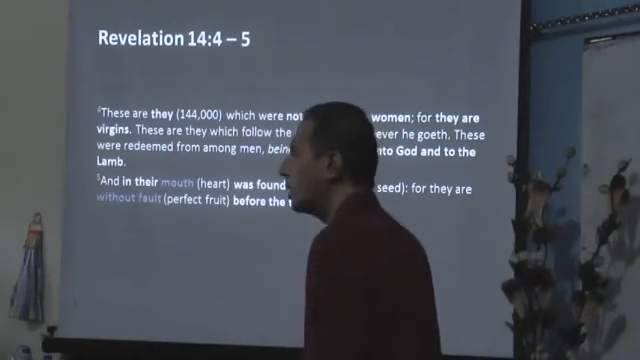 Revelation 14:4 – 5
4These are they (144,000) which were not women; for they are
virgins. These are they which follow the ever he goeth. These
were redeemed from among men, being nto God and to the
Lamb.
5And in their mouth (heart) was found seed): for they are
without fault (perfect fruit) before the